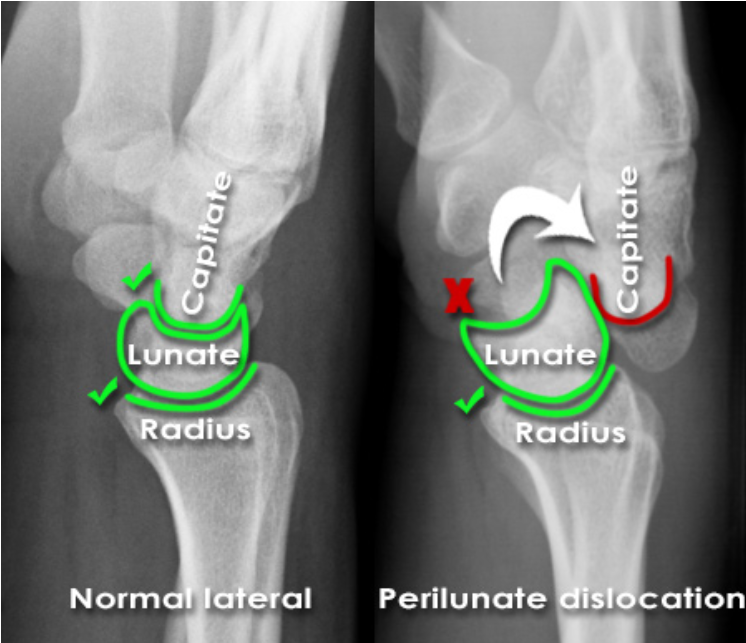 Capitate
Lunate
Radius
Normal lateral
Capitate
X
Lunate
Radius
Perilunate dislocation